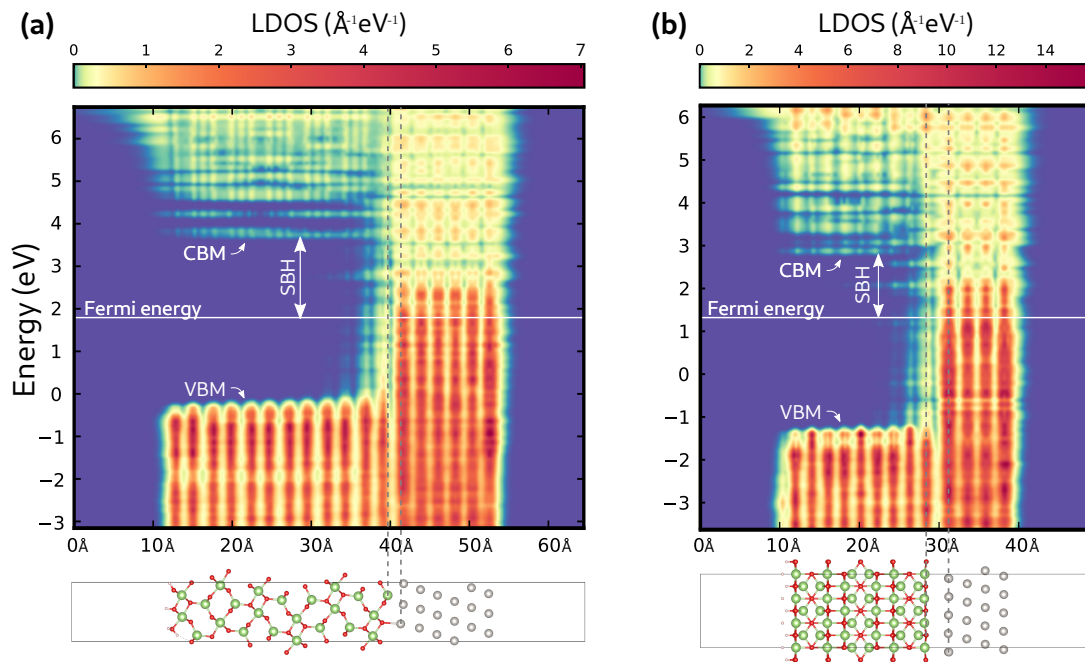 (a)
LDOS (Å⁻¹eV⁻¹)
0 1 2 3 4 5 6 7
Energy (eV)
6
5
4
3
2
1
0
−1
−2
−3
CBM
SBH
Fermi energy
VBM
0Å 10Å 20Å 30Å 40Å 50Å 60Å
(b)
LDOS (Å⁻¹eV⁻¹)
0 2 4 6 8 10 12 14
6
5
4
3
2
1
0
−1
−2
−3
CBM
SBH
Fermi energy
VBM
0Å 10Å 20Å 30Å 40Å